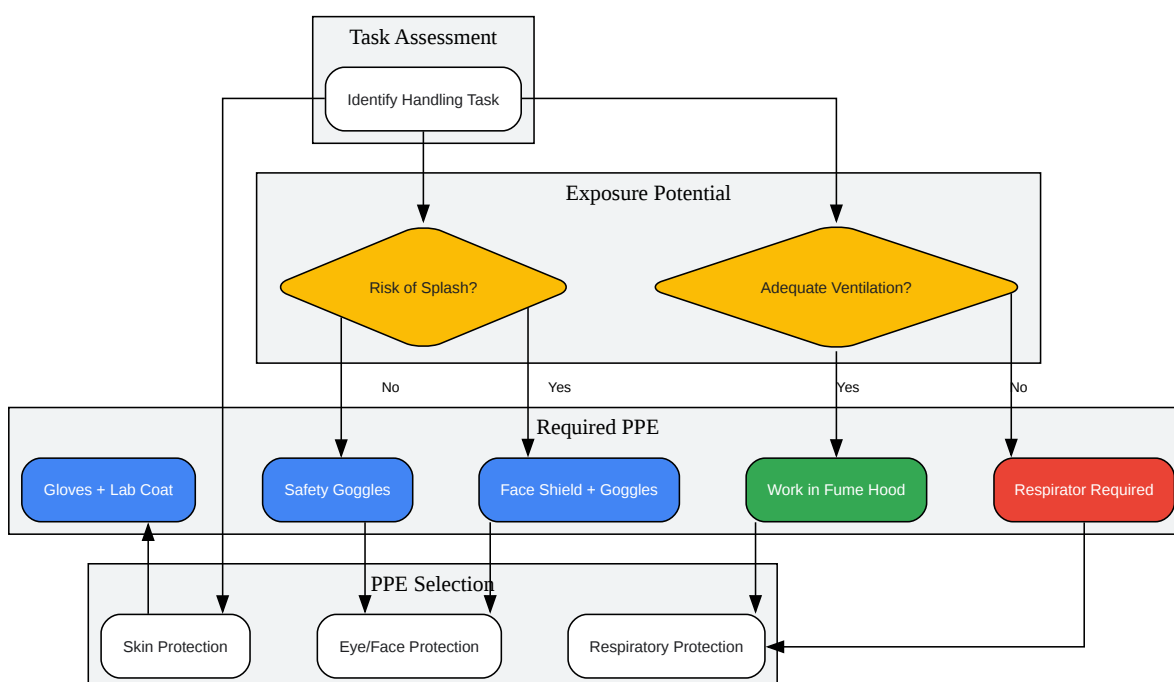 Task Assessment
Identify Handling Task
Exposure Potential
Risk of Splash?
Adequate Ventilation?
No
Yes
Yes
No
Required PPE
Gloves + Lab Coat
Safety Goggles
Face Shield + Goggles
Work in Fume Hood
Respirator Required
PPE Selection
Skin Protection
Eye/Face Protection
Respiratory Protection